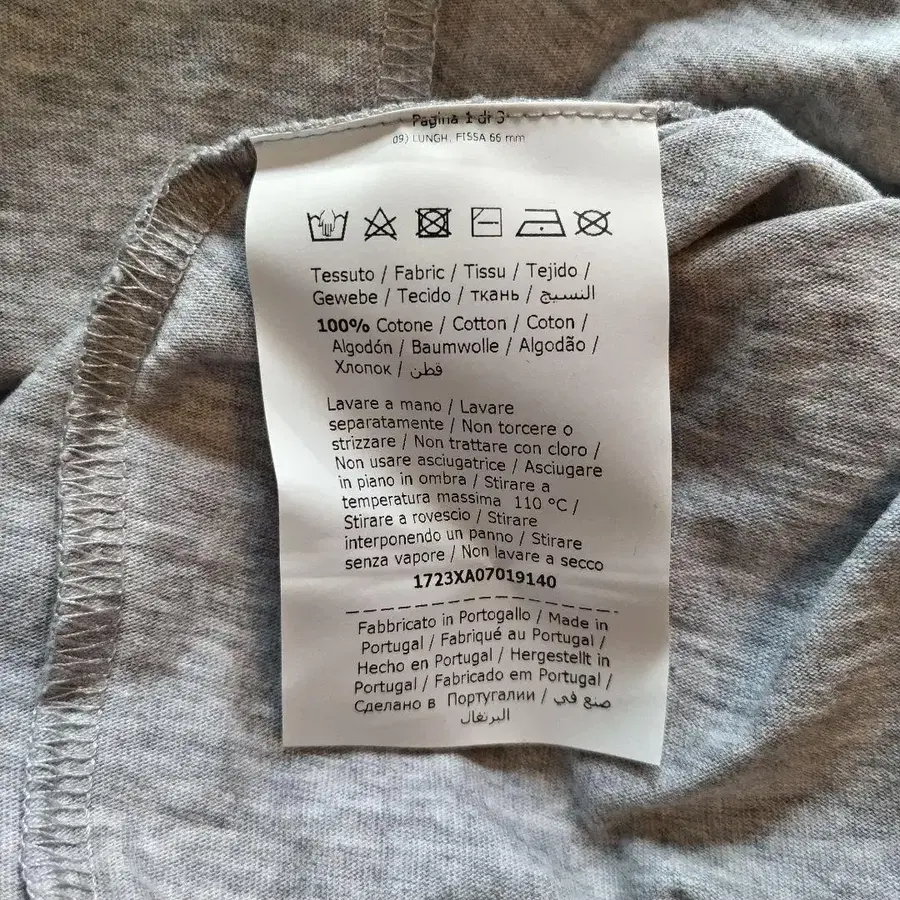 Pagina 1 di 3
09) LUNGH. FISSA 66 mm
Tessuto / Fabric / Tissu / Tejido /
Gewebe / Tecido / ткань / النسيج
100% Cotone / Cotton / Coton /
Algodón / Baumwolle / Algodão /
Хлопок / قطن
Lavare a mano / Lavare
separatamente / Non torcere o
strizzare / Non trattare con cloro /
Non usare asciugatrice / Asciugare
in piano in ombra / Stirare a
temperatura massima 110 °C /
Stirare a rovescio / Stirare
interponendo un panno / Stirare
senza vapore / Non lavare a secco
1723XA07019140
Fabbricato in Portogallo / Made in
Portugal / Fabriqué au Portugal /
Hecho en Portugal / Hergestellt in
Portugal / Fabricado em Portugal /
Сделано в Португалии / صنع في
البرتغال